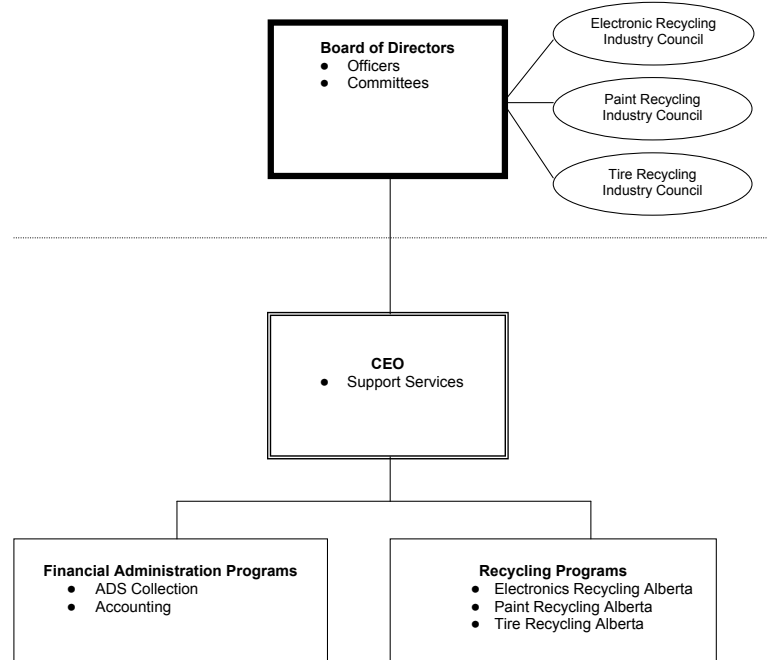 Board of Directors
● Officers
● Committees
Electronic Recycling
Industry Council
Paint Recycling
Industry Council
Tire Recycling
Industry Council
CEO
● Support Services
Financial Administration Programs
● ADS Collection
● Accounting
Recycling Programs
● Electronics Recycling Alberta
● Paint Recycling Alberta
● Tire Recycling Alberta